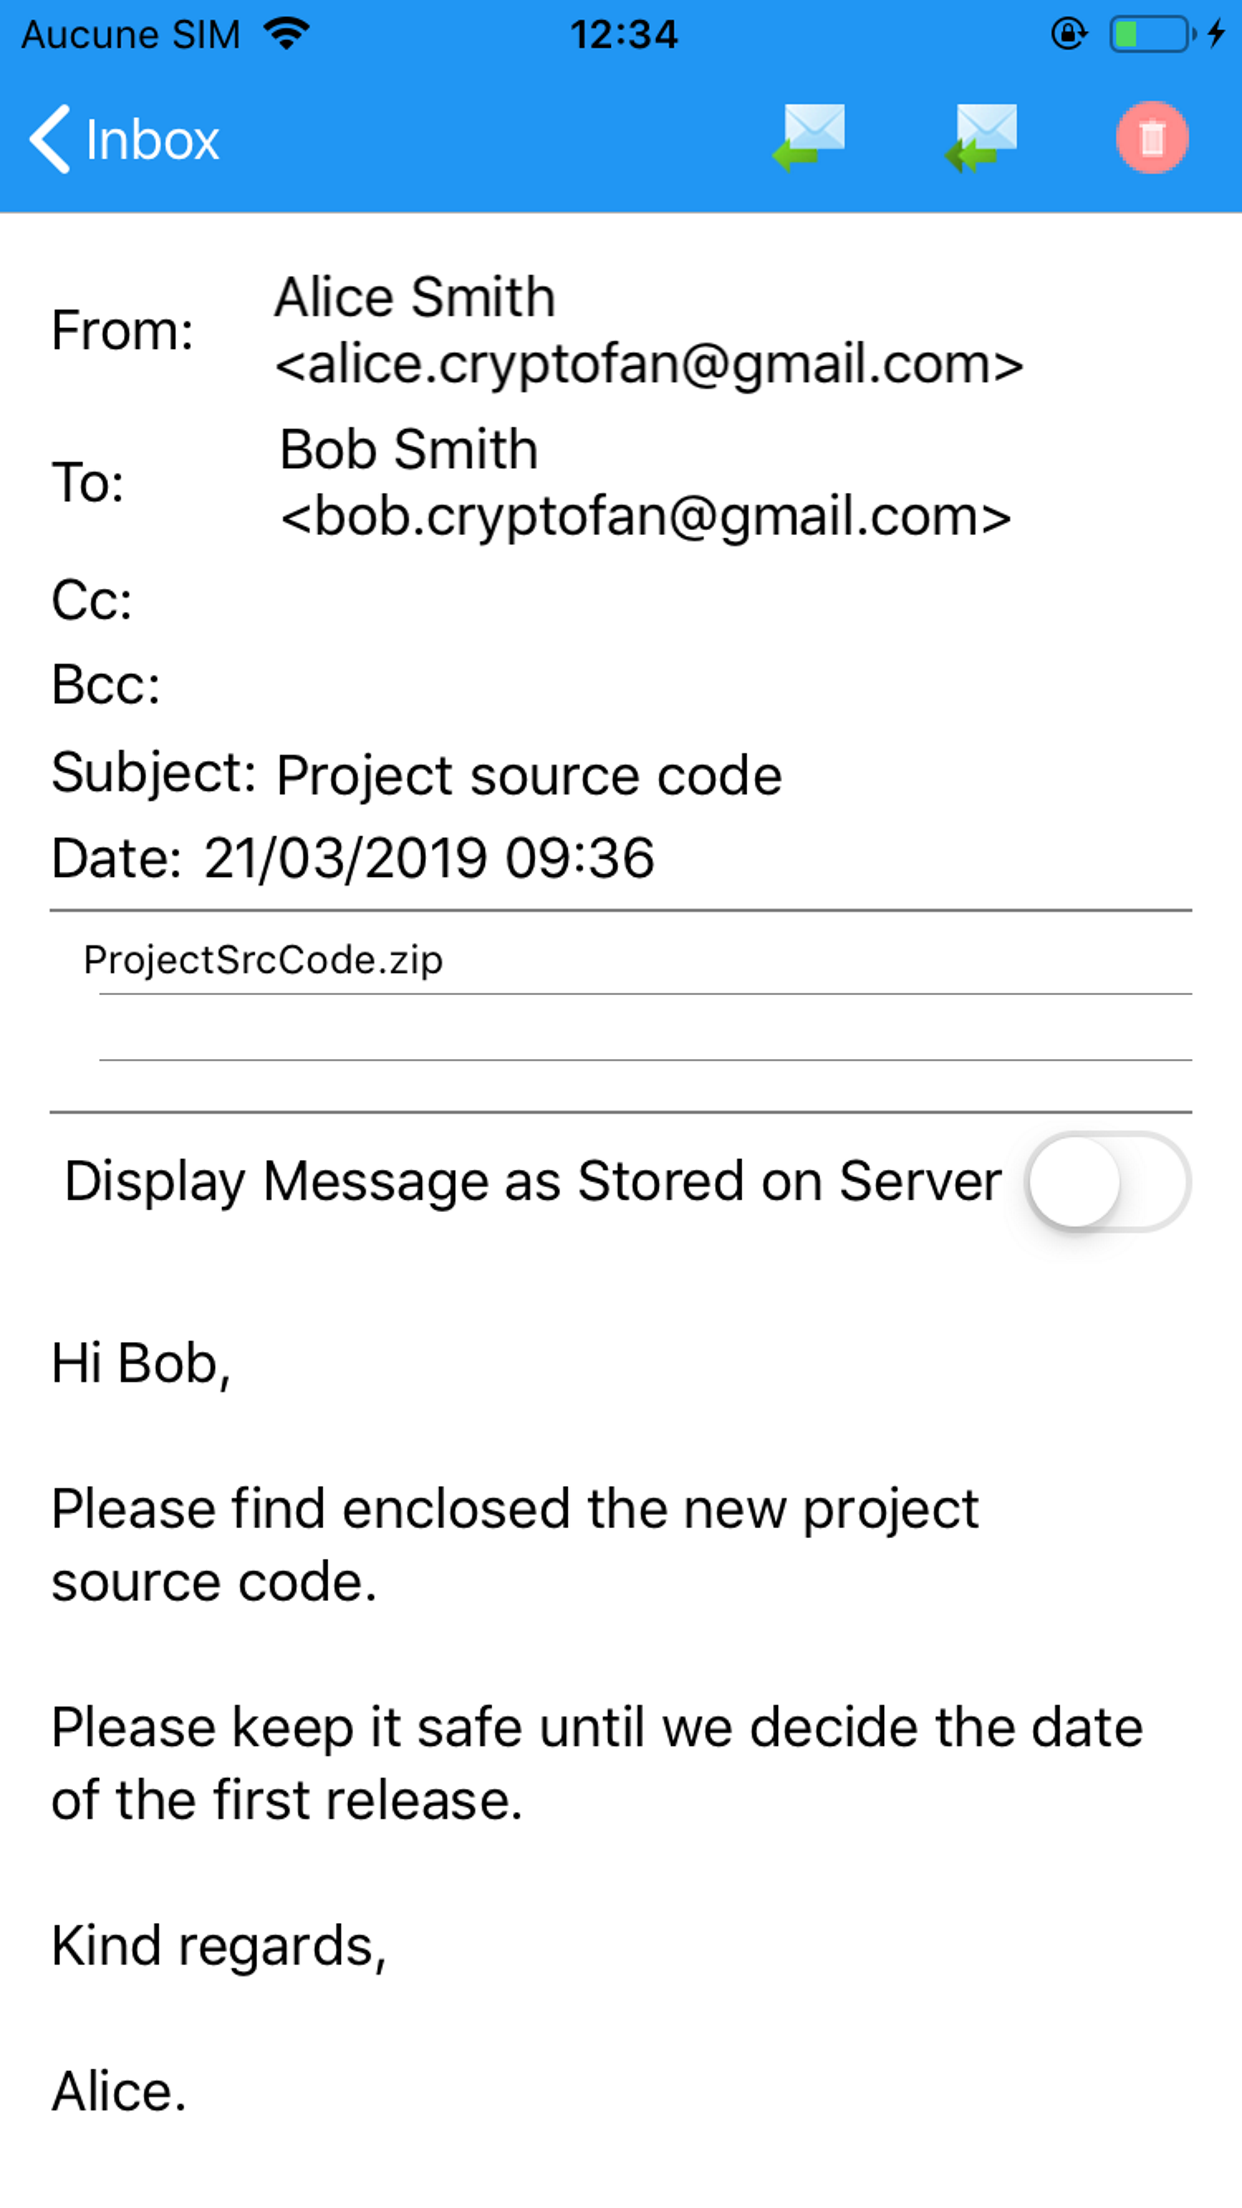 Aucune SIM 12:34
Inbox
From: Alice Smith
<alice.cryptofan@gmail.com>
To: Bob Smith
<bob.cryptofan@gmail.com>
Cc:
Bcc:
Subject: Project source code
Date: 21/03/2019 09:36
ProjectSrcCode.zip
Display Message as Stored on Server
Hi Bob,
Please find enclosed the new project
source code.
Please keep it safe until we decide the date
of the first release.
Kind regards,
Alice.